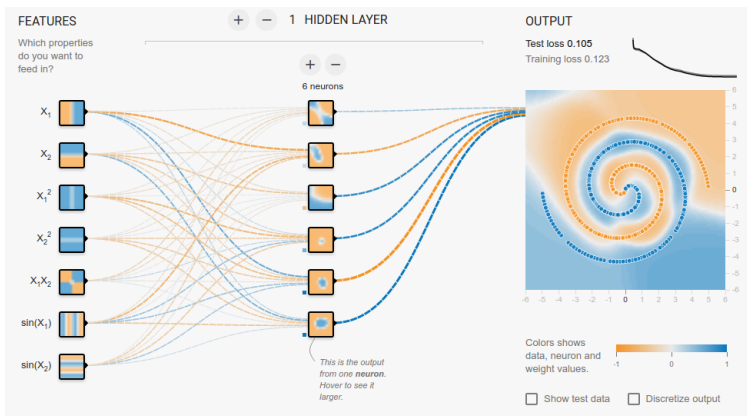 FEATURES
Which properties
do you want to
feed in?
+ − 1 HIDDEN LAYER
+ −
6 neurons
X₁
X₂
X₁²
X₂²
X₁X₂
sin(X₁)
sin(X₂)
This is the output
from one neuron.
Hover to see it
larger.
OUTPUT
Test loss 0.105
Training loss 0.123
6
5
4
3
2
1
0
-1
-2
-3
-4
-5
-6
-6 -5 -4 -3 -2 -1 0 1 2 3 4 5 6
Colors shows
data, neuron and
weight values.
-1 0 1
Show test data
Discretize output